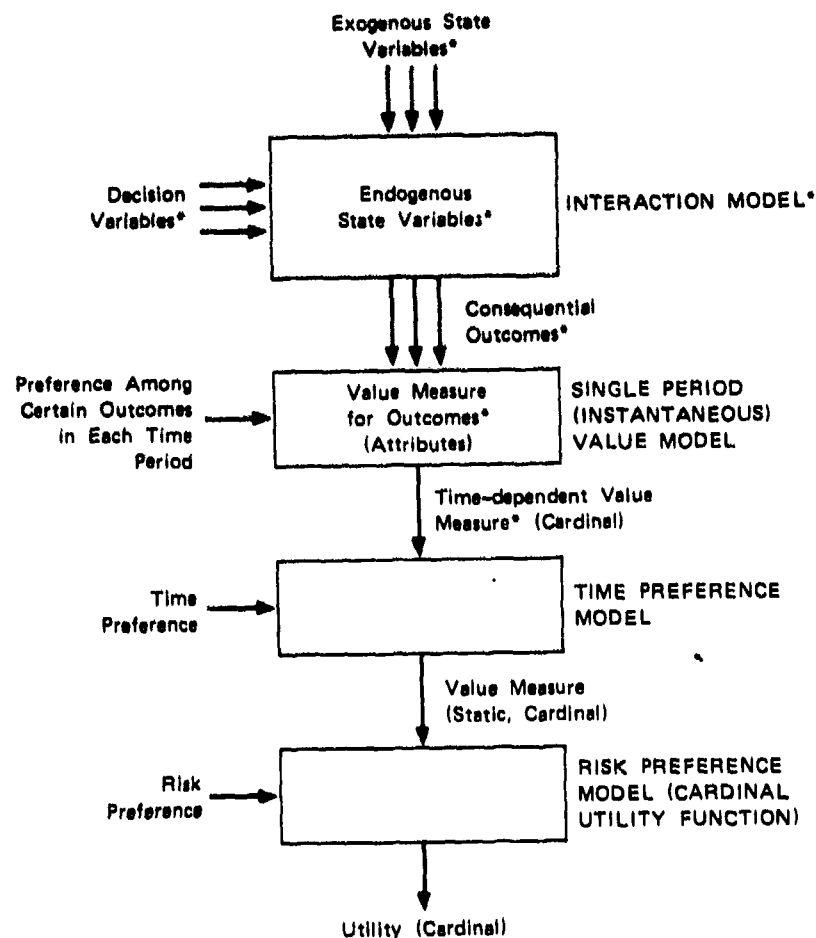 Exogenous State
Variables*
Decision
Variables*
Endogenous
State Variables*
INTERACTION MODEL*
Consequential
Outcomes*
Preference Among
Certain Outcomes
in Each Time
Period
Value Measure
for Outcomes*
(Attributes)
SINGLE PERIOD
(INSTANTANEOUS)
VALUE MODEL
Time-dependent Value
Measure* (Cardinal)
Time
Preference
TIME PREFERENCE
MODEL
Value Measure
(Static, Cardinal)
Risk
Preference
RISK PREFERENCE
MODEL (CARDINAL
UTILITY FUNCTION)
Utility (Cardinal)